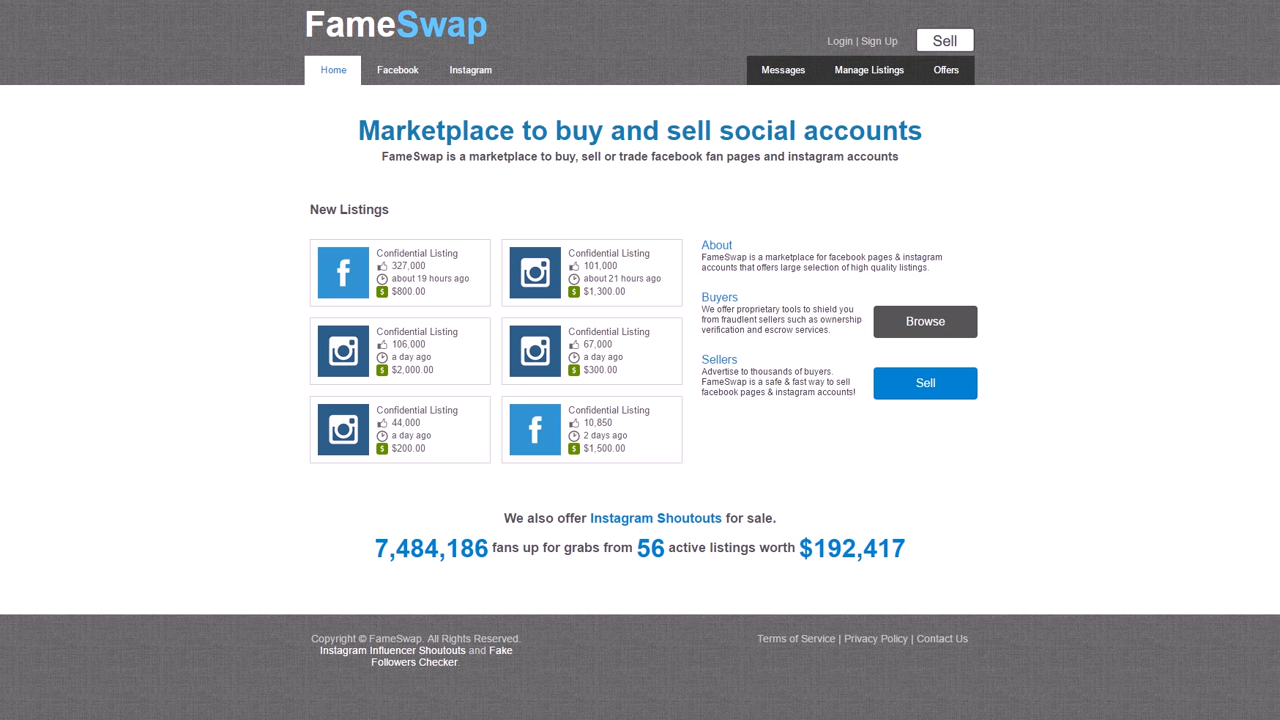 FameSwap
Login | Sign Up
Sell
Home
Facebook
Instagram
Messages
Manage Listings
Offers
Marketplace to buy and sell social accounts
FameSwap is a marketplace to buy, sell or trade facebook fan pages and instagram accounts
New Listings
Confidential Listing
327,000
about 19 hours ago
$800.00
Confidential Listing
101,000
about 21 hours ago
$1,300.00
Confidential Listing
106,000
a day ago
$2,000.00
Confidential Listing
67,000
a day ago
$300.00
Confidential Listing
44,000
a day ago
$200.00
Confidential Listing
10,850
2 days ago
$1,500.00
About
FameSwap is a marketplace for facebook pages & instagram
accounts that offers large selection of high quality listings.
Buyers
We offer proprietary tools to shield you
from fraudlent sellers such as ownership
verification and escrow services.
Browse
Sellers
Advertise to thousands of buyers.
FameSwap is a safe & fast way to sell
facebook pages & instagram accounts!
Sell
We also offer Instagram Shoutouts for sale.
7,484,186 fans up for grabs from 56 active listings worth $192,417
Copyright © FameSwap. All Rights Reserved.
Instagram Influencer Shoutouts and Fake
Followers Checker.
Terms of Service | Privacy Policy | Contact Us